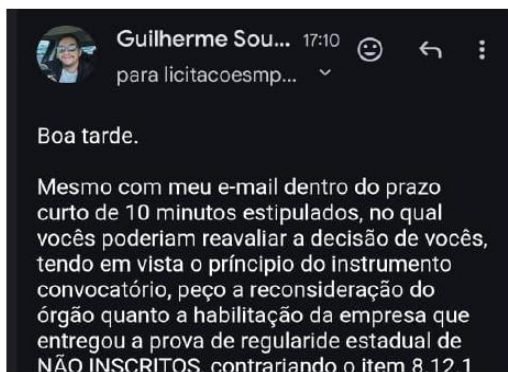 Guilherme Sou... 17:10
para licitacoesmp...
Boa tarde.
Mesmo com meu e-mail dentro do prazo
curto de 10 minutos estipulados, no qual
vocês poderiam reavaliar a decisão de vocês,
tendo em vista o príncipio do instrumento
convocatório, peço a reconsideração do
órgão quanto a habilitação da empresa que
entregou a prova de regularide estadual de
NÃO INSCRITOS, contrariando o item 8.12.1